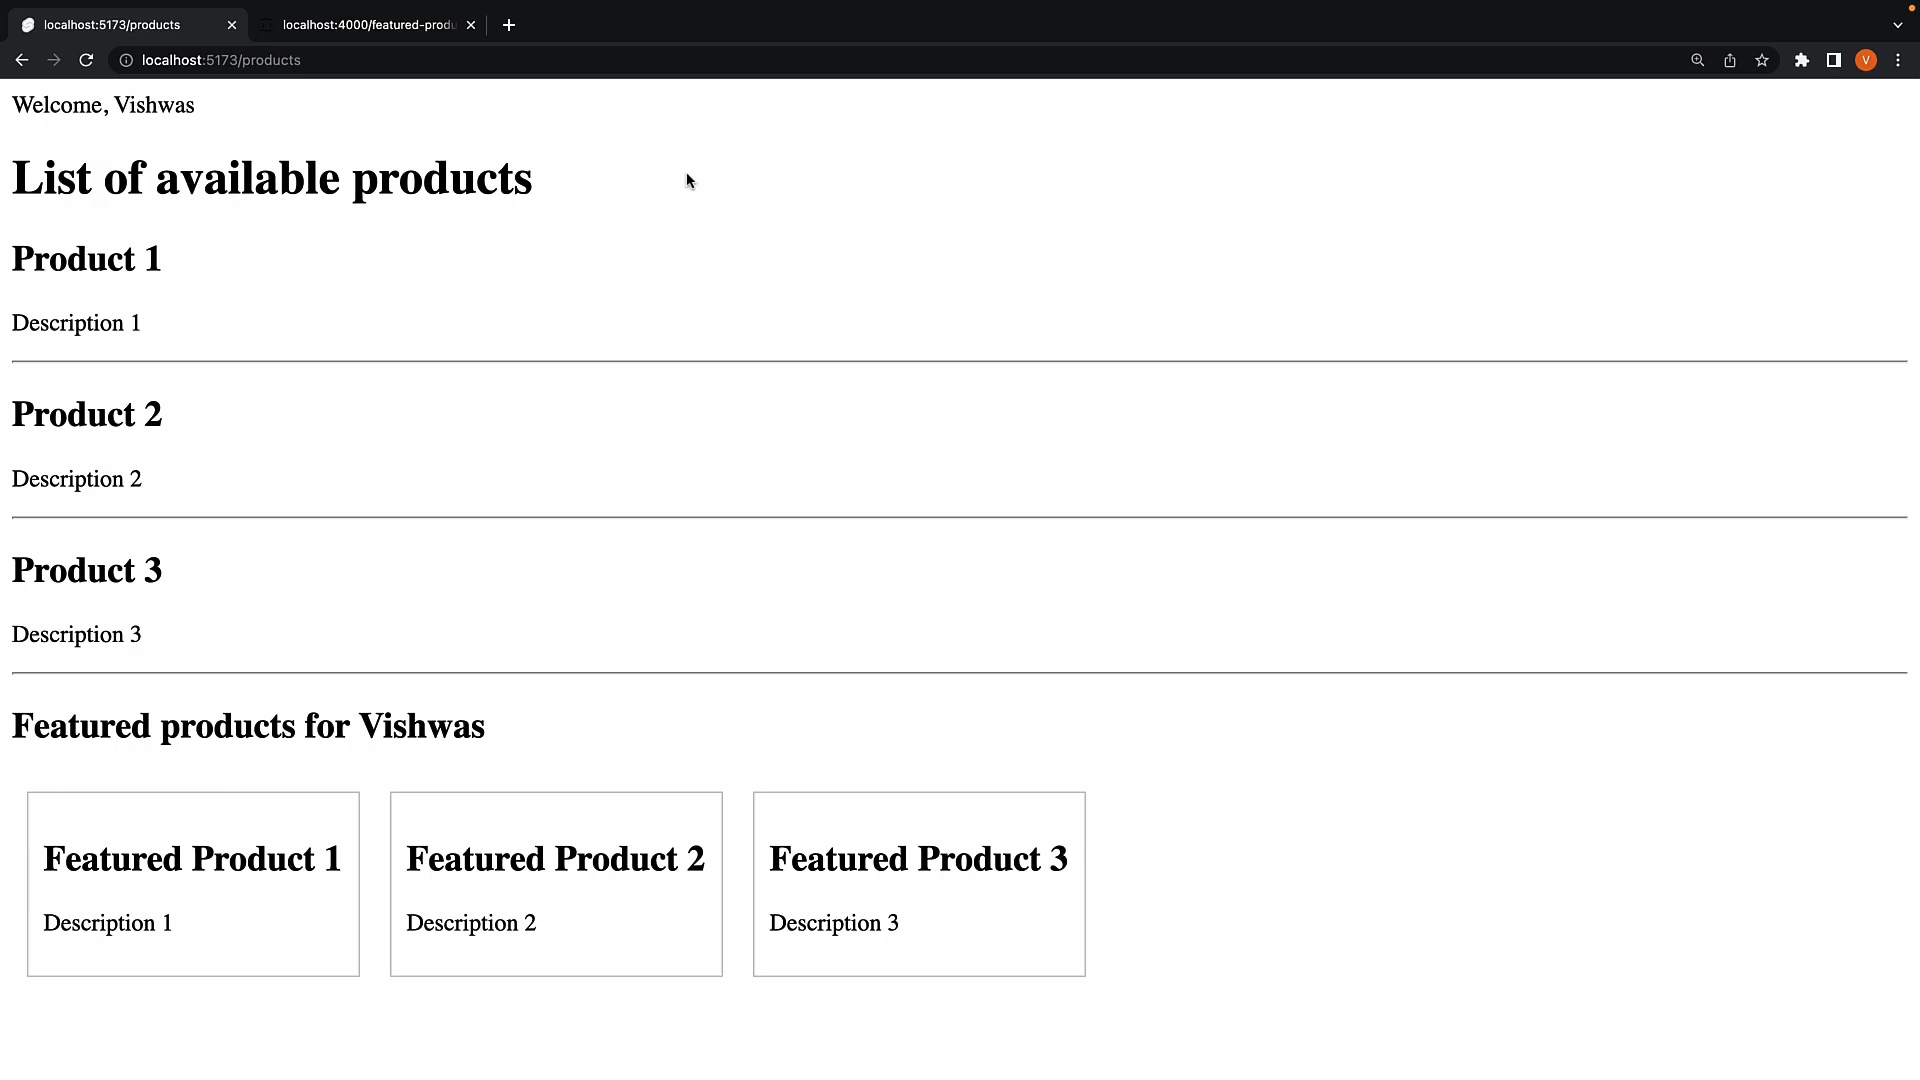 localhost:5173/products
localhost:4000/featured-produ
localhost:5173/products
V
Welcome, Vishwas
List of available products
Product 1
Description 1
Product 2
Description 2
Product 3
Description 3
Featured products for Vishwas
Featured Product 1
Description 1
Featured Product 2
Description 2
Featured Product 3
Description 3